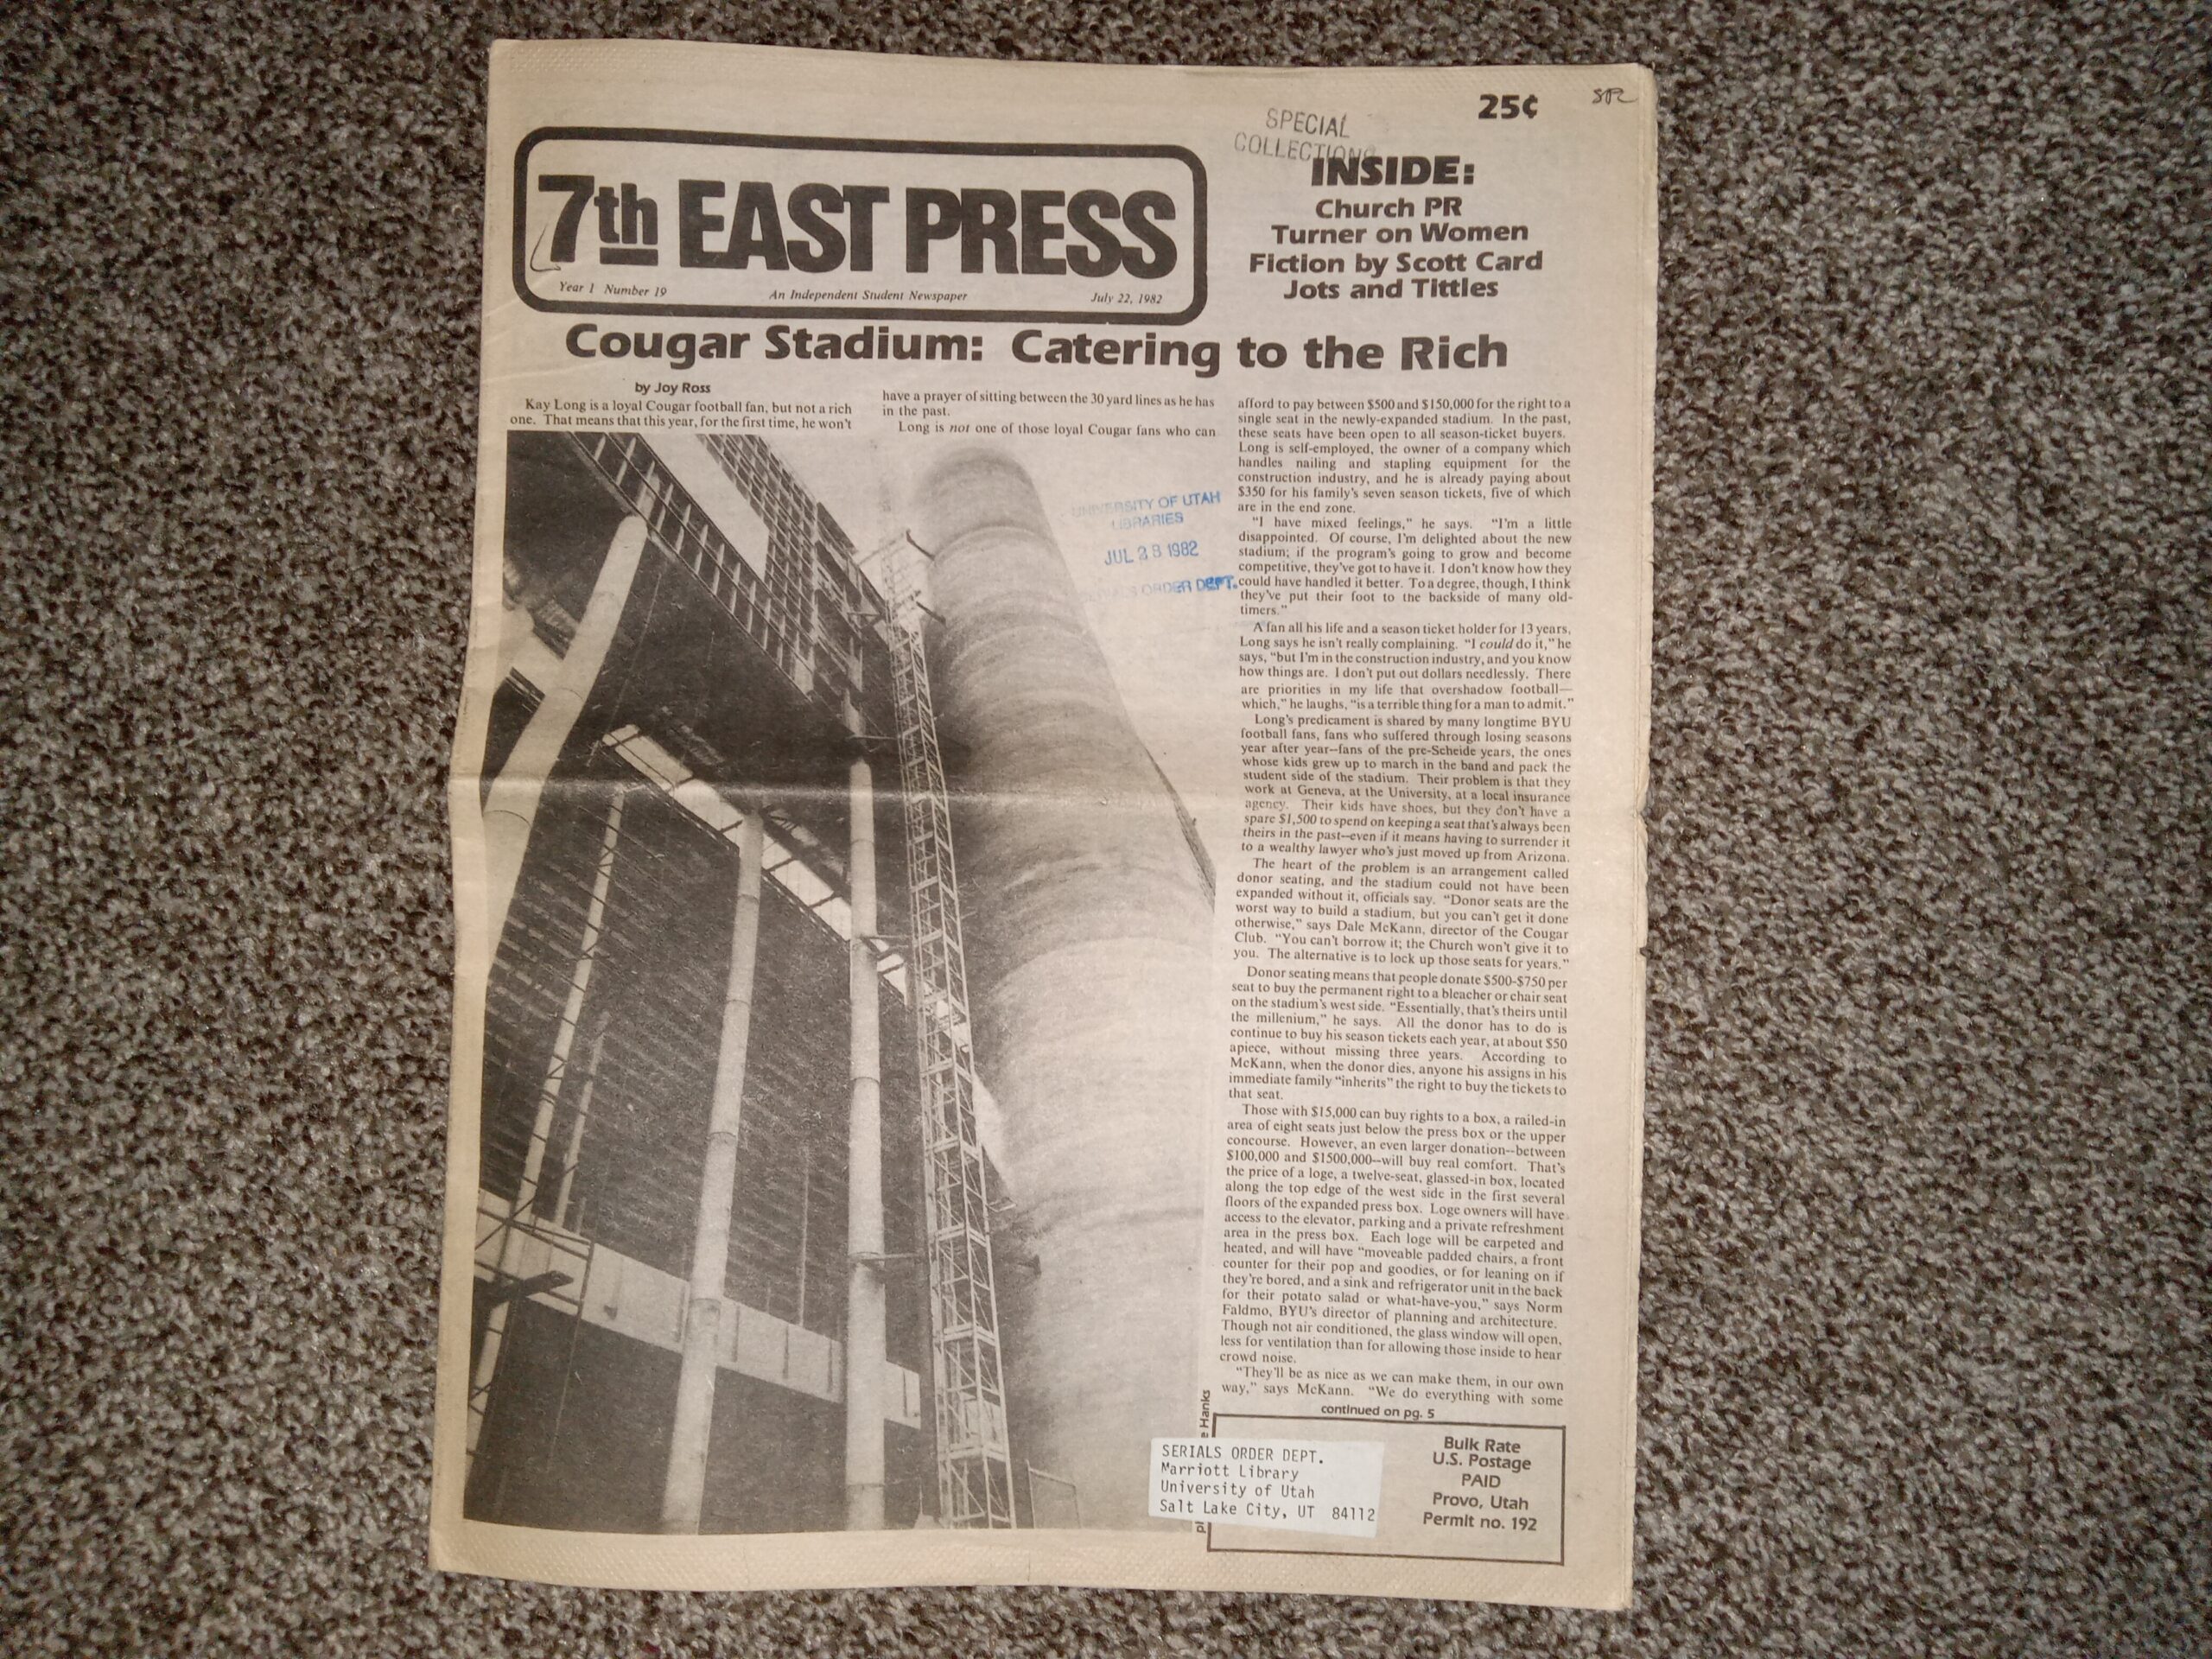 25¢
SPECIAL
COLLECTIONS
7th EAST PRESS
Year 1 Number 19
An Independent Student Newspaper
July 22, 1982
INSIDE:
Church PR
Turner on Women
Fiction by Scott Card
Jots and Tittles
Cougar Stadium: Catering to the Rich
by Joy Ross
Kay Long is a loyal Cougar football fan, but not a rich
one. That means that this year, for the first time, he won't
have a prayer of sitting between the 30 yard lines as he has
in the past.
Long is not one of those loyal Cougar fans who can
afford to pay between $500 and $150,000 for the right to a
single seat in the newly-expanded stadium. In the past,
these seats have been open to all season-ticket buyers.
Long is self-employed, the owner of a company which
handles nailing and stapling equipment for the
construction industry, and he is already paying about
$350 for his family's seven season tickets, five of which
are in the end zone.
"I have mixed feelings," he says. "I'm a little
disappointed. Of course, I'm delighted about the new
stadium; if the program's going to grow and become
competitive, they've got to have it. I don't know how they
could have handled it better. To a degree, though, I think
they've put their foot to the backside of many old-
timers."
A fan all his life and a season ticket holder for 13 years,
Long says he isn't really complaining. "I could do it," he
says, "but I'm in the construction industry, and you know
how things are. I don't put out dollars needlessly. There
are priorities in my life that overshadow football—
which," he laughs, "is a terrible thing for a man to admit."
Long's predicament is shared by many longtime BYU
football fans, fans who suffered through losing seasons
year after year--fans of the pre-Scheide years, the ones
whose kids grew up to march in the band and pack the
student side of the stadium. Their problem is that they
work at Geneva, at the University, at a local insurance
agency. Their kids have shoes, but they don't have a
spare $1,500 to spend on keeping a seat that's always been
theirs in the past--even if it means having to surrender it
to a wealthy lawyer who's just moved up from Arizona.
The heart of the problem is an arrangement called
donor seating, and the stadium could not have been
expanded without it, officials say. "Donor seats are the
worst way to build a stadium, but you can't get it done
otherwise," says Dale McKann, director of the Cougar
Club. "You can't borrow it; the Church won't give it to
you. The alternative is to lock up those seats for years."
Donor seating means that people donate $500-$750 per
seat to buy the permanent right to a bleacher or chair seat
on the stadium's west side. "Essentially, that's theirs until
the millenium," he says. All the donor has to do is
continue to buy his season tickets each year, at about $50
apiece, without missing three years. According to
McKann, when the donor dies, anyone his assigns in his
immediate family "inherits" the right to buy the tickets to
that seat.
Those with $15,000 can buy rights to a box, a railed-in
area of eight seats just below the press box or the upper
concourse. However, an even larger donation--between
$100,000 and $1500,000--will buy real comfort. That's
the price of a loge, a twelve-seat, glassed-in box, located
along the top edge of the west side in the first several
floors of the expanded press box. Loge owners will have
access to the elevator, parking and a private refreshment
area in the press box. Each loge will be carpeted and
heated, and will have "moveable padded chairs, a front
counter for their pop and goodies, or for leaning on if
they're bored, and a sink and refrigerator unit in the back
for their potato salad or what-have-you," says Norm
Faldmo, BYU's director of planning and architecture.
Though not air conditioned, the glass window will open,
less for ventilation than for allowing those inside to hear
crowd noise.
"They'll be as nice as we can make them, in our own
way," says McKann. "We do everything with some
continued on pg. 5
UNIVERSITY OF UTAH
LIBRARIES
JUL 28 1982
ORDER DEPT.
Hanks
SERIALS ORDER DEPT.
Marriott Library
University of Utah
Salt Lake City, UT 84112
Bulk Rate
U.S. Postage
PAID
Provo, Utah
Permit no. 192